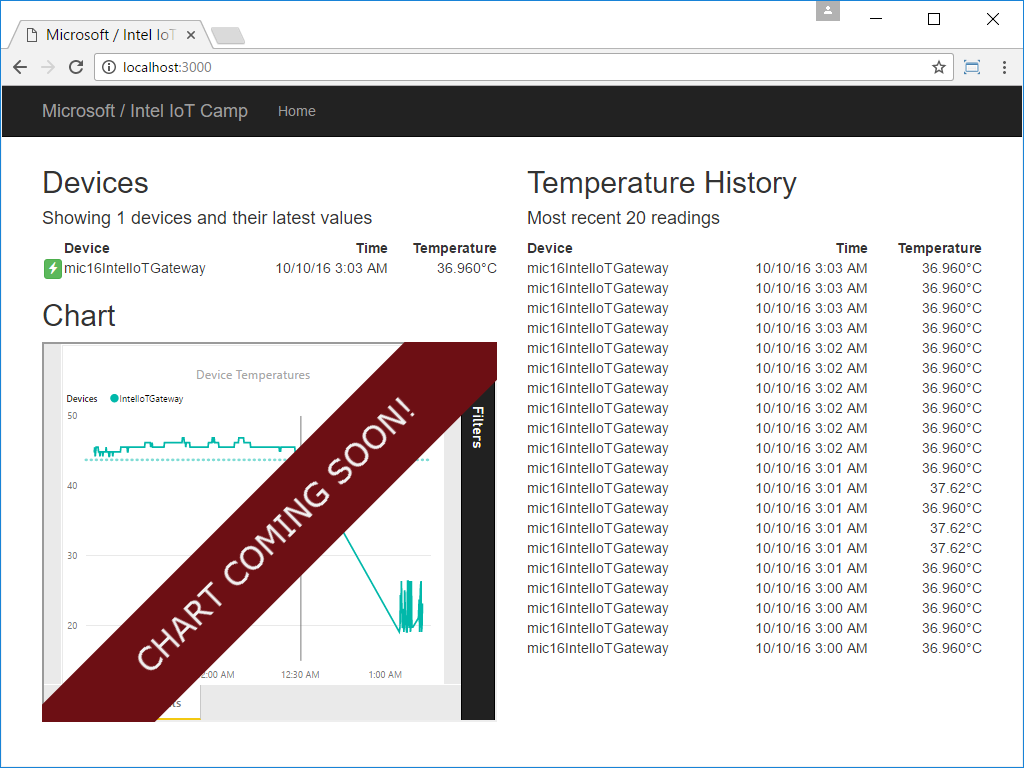 Microsoft / Intel IoT
localhost:3000
Microsoft / Intel IoT Camp Home
Devices
Showing 1 devices and their latest values
Device Time Temperature
mic16IntelIoTGateway 10/10/16 3:03 AM 36.960°C
Chart
Device Temperatures
Devices IntelIoTGateway
50
40
30
20
2:00 AM 12:30 AM 1:00 AM
Filters
CHART COMING SOON!
Temperature History
Most recent 20 readings
Device Time Temperature
mic16IntelIoTGateway 10/10/16 3:03 AM 36.960°C
mic16IntelIoTGateway 10/10/16 3:03 AM 36.960°C
mic16IntelIoTGateway 10/10/16 3:03 AM 36.960°C
mic16IntelIoTGateway 10/10/16 3:03 AM 36.960°C
mic16IntelIoTGateway 10/10/16 3:02 AM 36.960°C
mic16IntelIoTGateway 10/10/16 3:02 AM 36.960°C
mic16IntelIoTGateway 10/10/16 3:02 AM 36.960°C
mic16IntelIoTGateway 10/10/16 3:02 AM 36.960°C
mic16IntelIoTGateway 10/10/16 3:02 AM 36.960°C
mic16IntelIoTGateway 10/10/16 3:02 AM 36.960°C
mic16IntelIoTGateway 10/10/16 3:01 AM 36.960°C
mic16IntelIoTGateway 10/10/16 3:01 AM 37.62°C
mic16IntelIoTGateway 10/10/16 3:01 AM 36.960°C
mic16IntelIoTGateway 10/10/16 3:01 AM 37.62°C
mic16IntelIoTGateway 10/10/16 3:01 AM 37.62°C
mic16IntelIoTGateway 10/10/16 3:01 AM 36.960°C
mic16IntelIoTGateway 10/10/16 3:00 AM 36.960°C
mic16IntelIoTGateway 10/10/16 3:00 AM 36.960°C
mic16IntelIoTGateway 10/10/16 3:00 AM 36.960°C
mic16IntelIoTGateway 10/10/16 3:00 AM 36.960°C